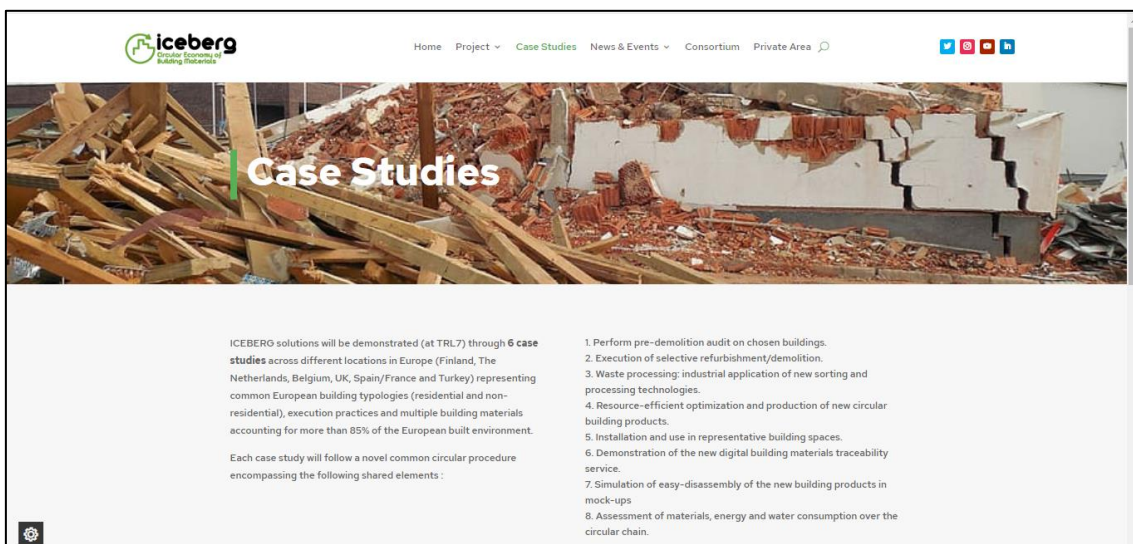 iceberg
Circular Economy of
Building Materials
Home Project Case Studies News & Events Consortium Private Area
Case Studies
ICEBERG solutions will be demonstrated (at TRL7) through 6 case
studies across different locations in Europe (Finland, The
Netherlands, Belgium, UK, Spain/France and Turkey) representing
common European building typologies (residential and non-
residential), execution practices and multiple building materials
accounting for more than 85% of the European built environment.
Each case study will follow a novel common circular procedure
encompassing the following shared elements :
1. Perform pre-demolition audit on chosen buildings.
2. Execution of selective refurbishment/demolition.
3. Waste processing: industrial application of new sorting and
processing technologies.
4. Resource-efficient optimization and production of new circular
building products.
5. Installation and use in representative building spaces.
6. Demonstration of the new digital building materials traceability
service.
7. Simulation of easy-disassembly of the new building products in
mock-ups
8. Assessment of materials, energy and water consumption over the
circular chain.